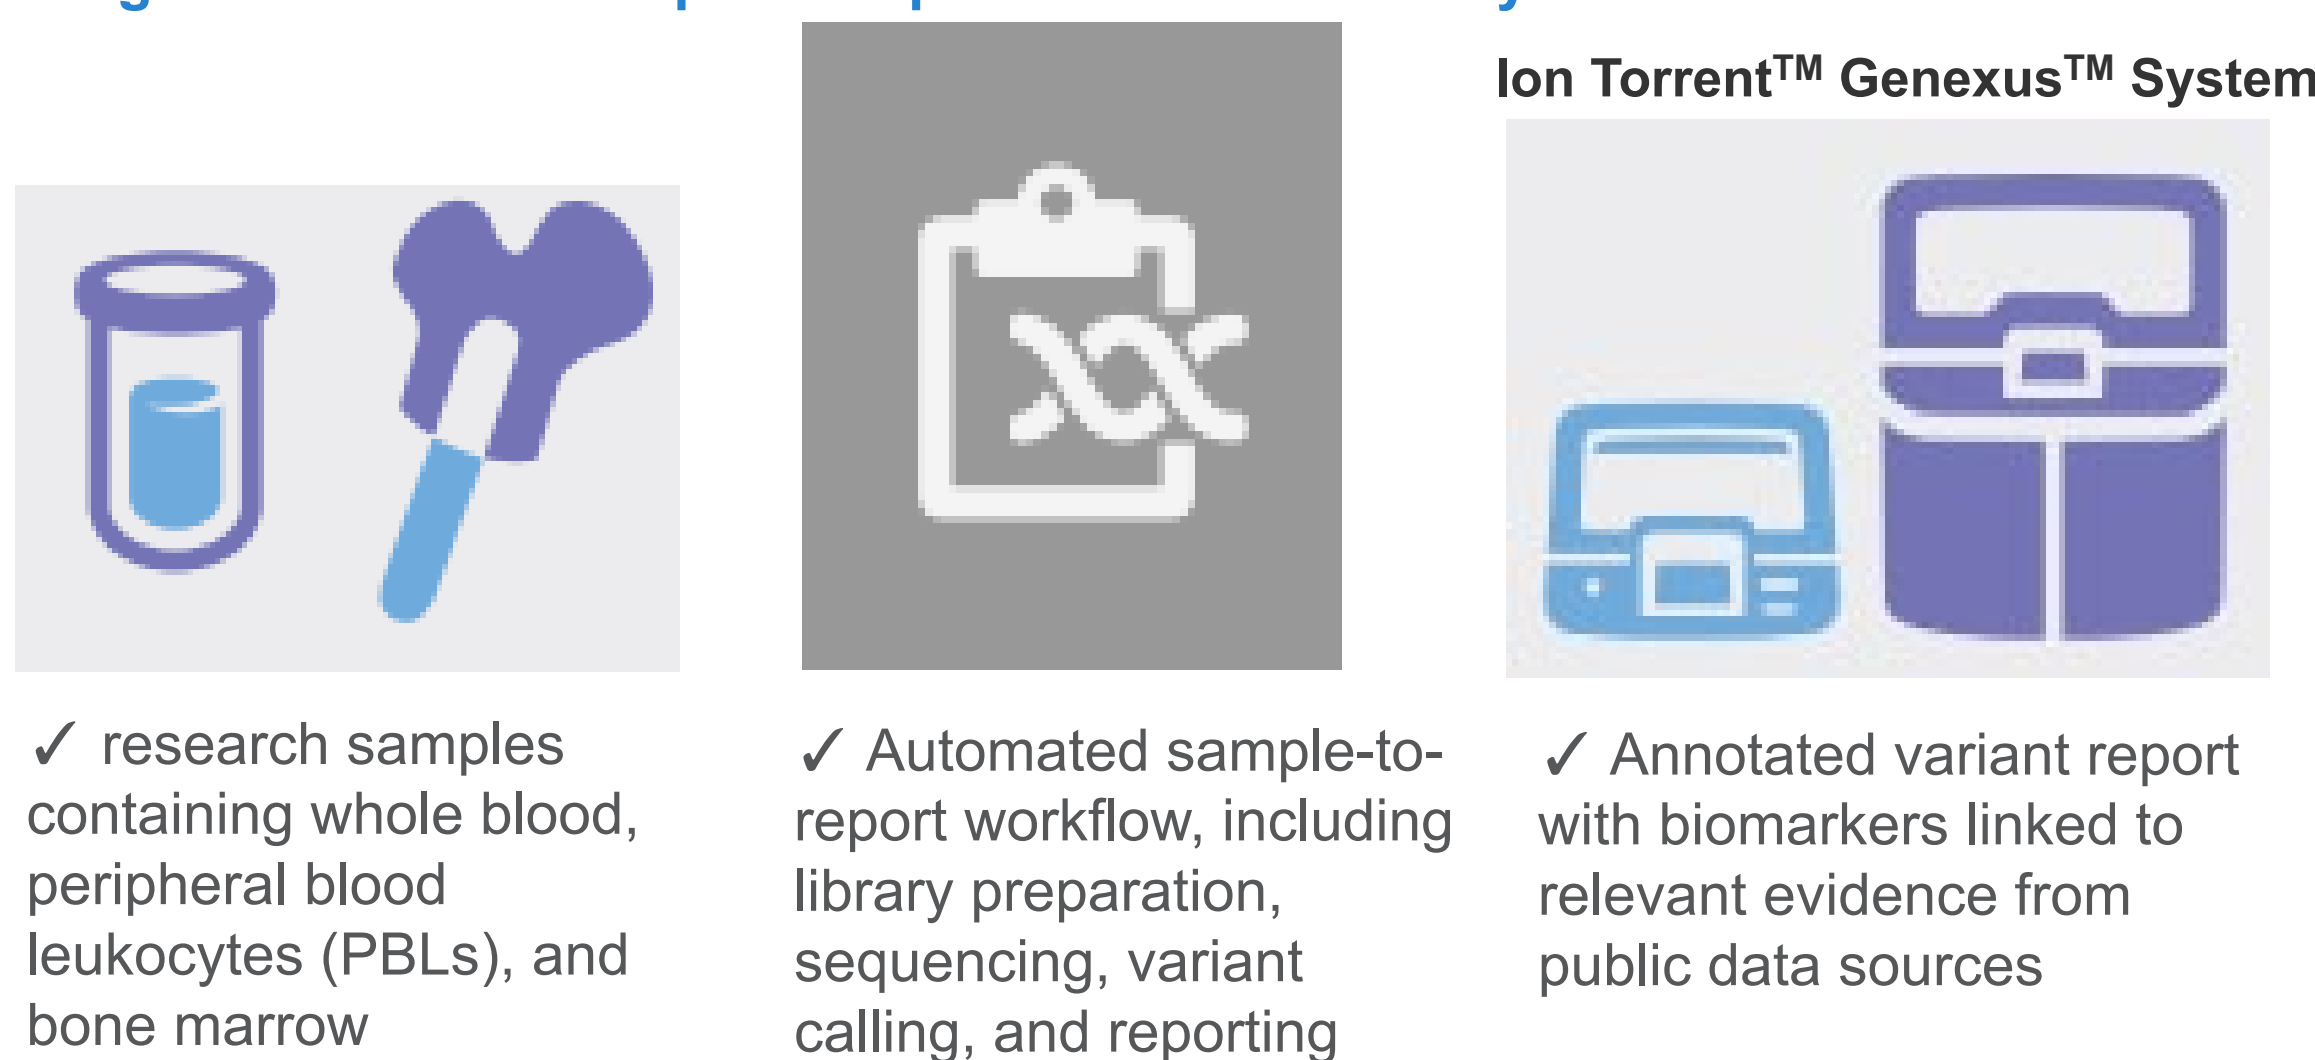 Ion Torrent™ Genexus™ System
✓ research samples
containing whole blood,
peripheral blood
leukocytes (PBLs), and
bone marrow
✓ Automated sample-to-
report workflow, including
library preparation,
sequencing, variant
calling, and reporting
✓ Annotated variant report
with biomarkers linked to
relevant evidence from
public data sources